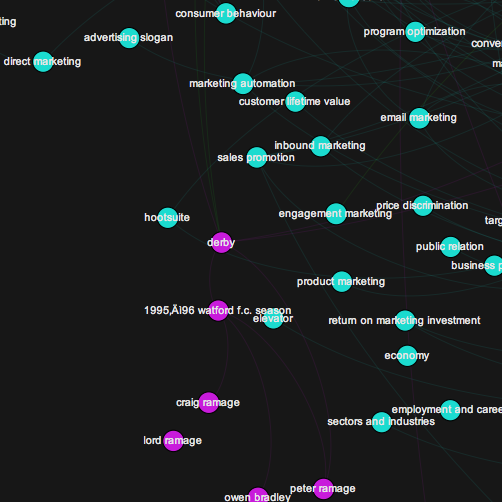 consumer behaviour
ting
program optimization
advertising slogan
conver
direct marketing
ma
marketing automation
customer lifetime value
email marketing
inbound marketing
sales promotion
price discrimination
hootsuite
engagement marketing
targ
derby
public relation
business p
product marketing
1995‚Äì96 watford f.c. season
elevator
return on marketing investment
economy
craig ramage
employment and caree
sectors and industries
lord ramage
peter ramage
owen bradley